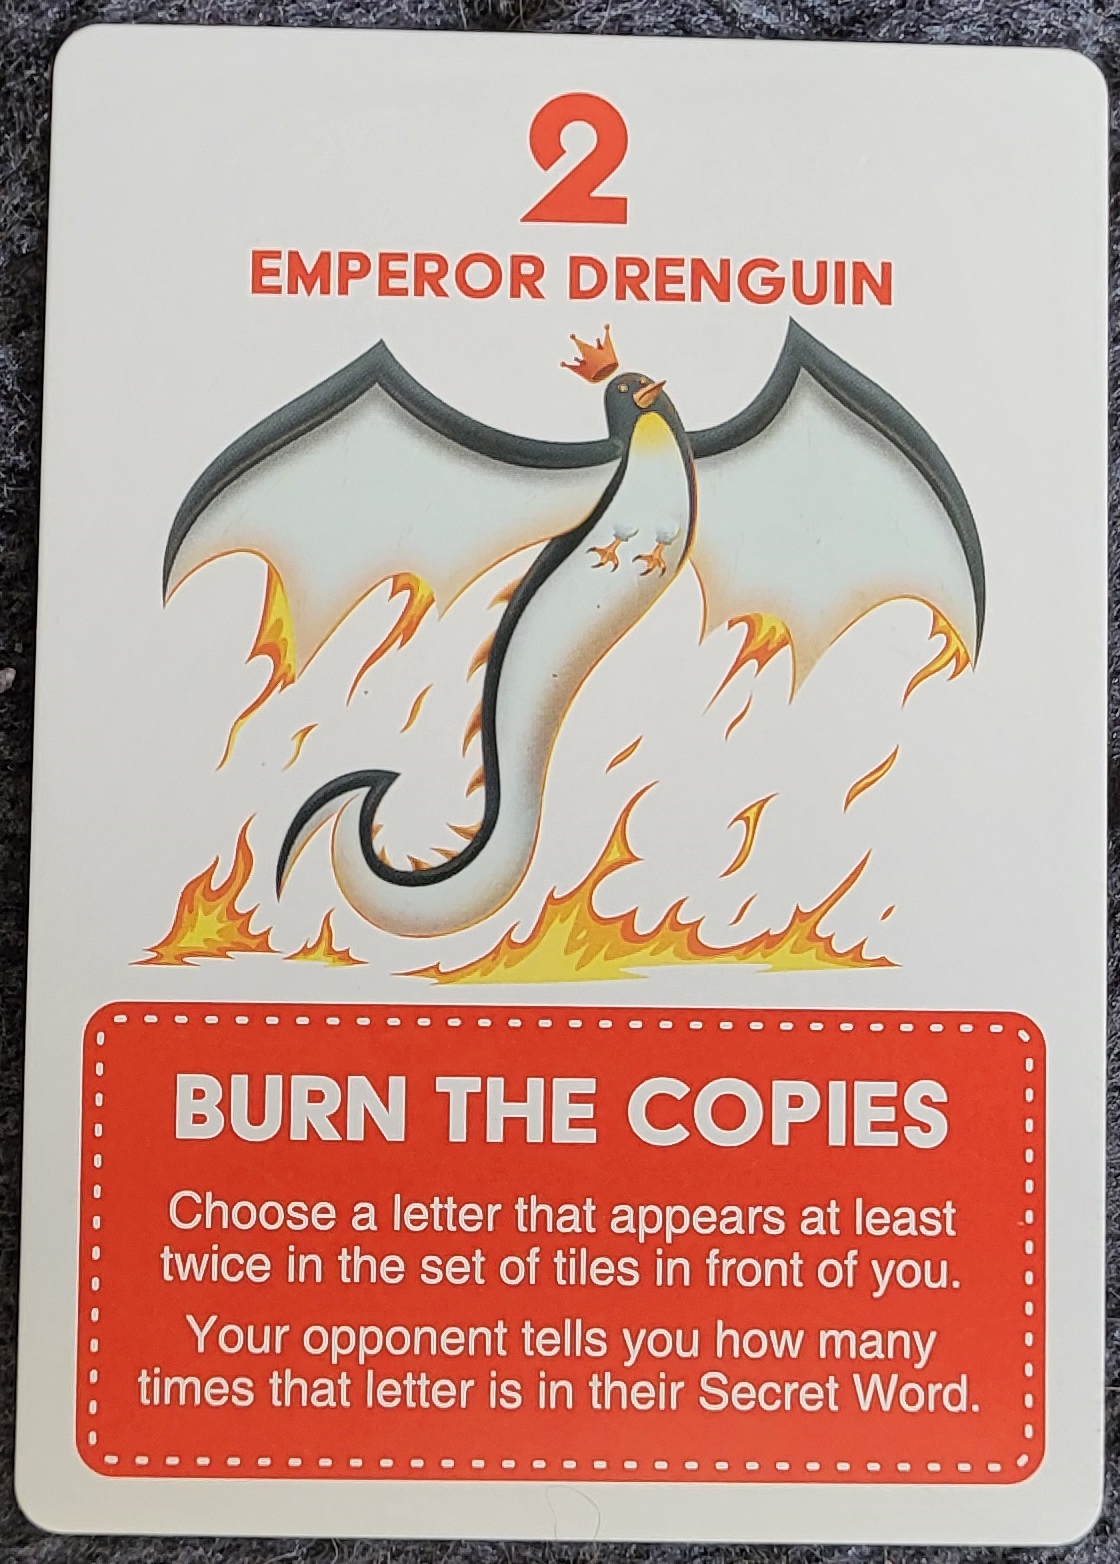 2
EMPEROR DRENGUIN
BURN THE COPIES
Choose a letter that appears at least
twice in the set of tiles in front of you.
Your opponent tells you how many
times that letter is in their Secret Word.